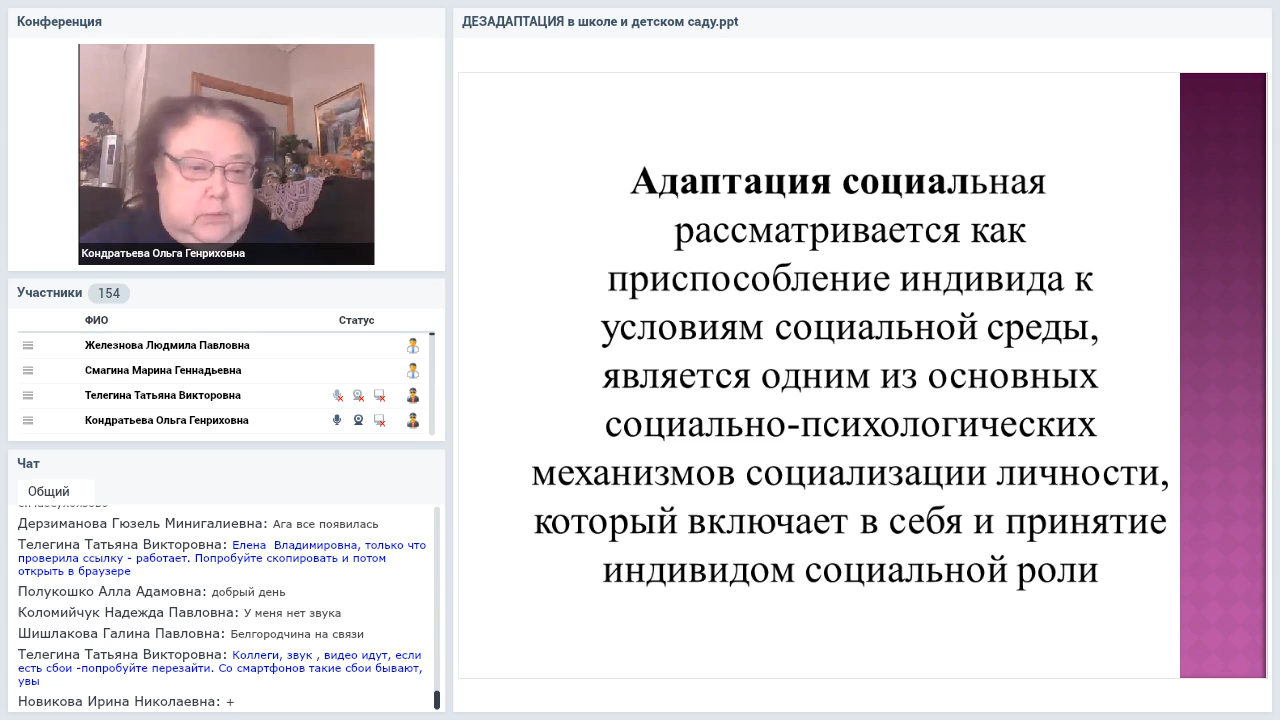 Конференция
Кондратьева Ольга Генриховна
Участники 154
ФИО Статус
Железнова Людмила Павловна
Смагина Марина Геннадьевна
Телегина Татьяна Викторовна
Кондратьева Ольга Генриховна
Чат
Общий
Дерзиманова Гюзель Минигалиевна: Ага все появилась
Телегина Татьяна Викторовна: Елена Владимировна, только что
проверила ссылку - работает. Попробуйте скопировать и потом
открыть в браузере
Полукошко Алла Адамовна: добрый день
Коломийчук Надежда Павловна: У меня нет звука
Шишлакова Галина Павловна: Белгородчина на связи
Телегина Татьяна Викторовна: Коллеги, звук , видео идут, если
есть сбои -попробуйте перезайти. Со смартфонов такие сбои бывают,
увы
Новикова Ирина Николаевна: +
ДЕЗАДАПТАЦИЯ в школе и детском саду.ppt
Адаптация социальная
рассматривается как
приспособление индивида к
условиям социальной среды,
является одним из основных
социально-психологических
механизмов социализации личности,
который включает в себя и принятие
индивидом социальной роли